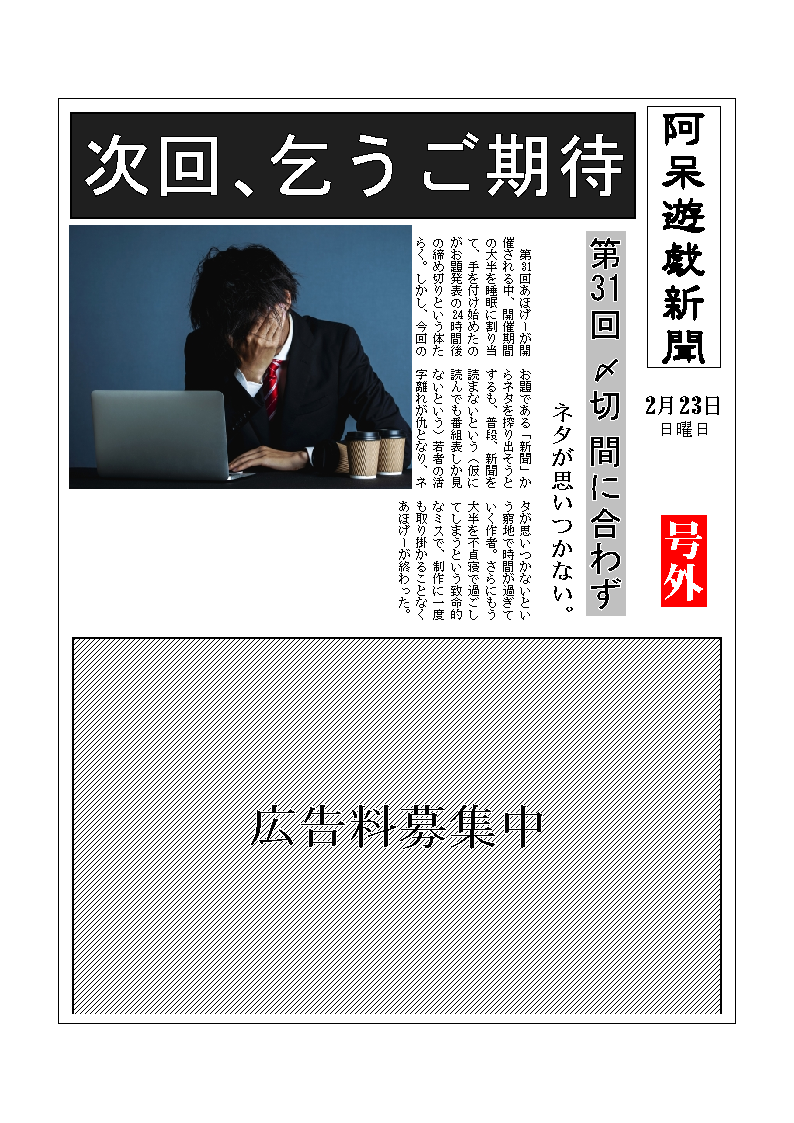 阿呆遊戯新聞
2月23日
日曜日
号外
次回、乞うご期待
第31回 〆切 間に合わず
ネタが思いつかない。
第31回あほげーが開
催される中、開催期間
の大半を睡眠に割り当
て、手を付け始めたの
がお題発表の24時間後
の締め切りという体た
らく。しかし、今回の
お題である「新聞」か
らネタを搾り出そうと
するも、普段、新聞を
読まないという（仮に
読んでも番組表しか見
ないという）若者の活
字離れが仇となり、ネ
タが思いつかないとい
う窮地で時間が過ぎて
いく作者。さらにもう
大半を不貞寝で過ごし
てしまうという致命的
なミスで、制作に一度
も取り掛かることなく
あほげーが終わった。
広告料募集中